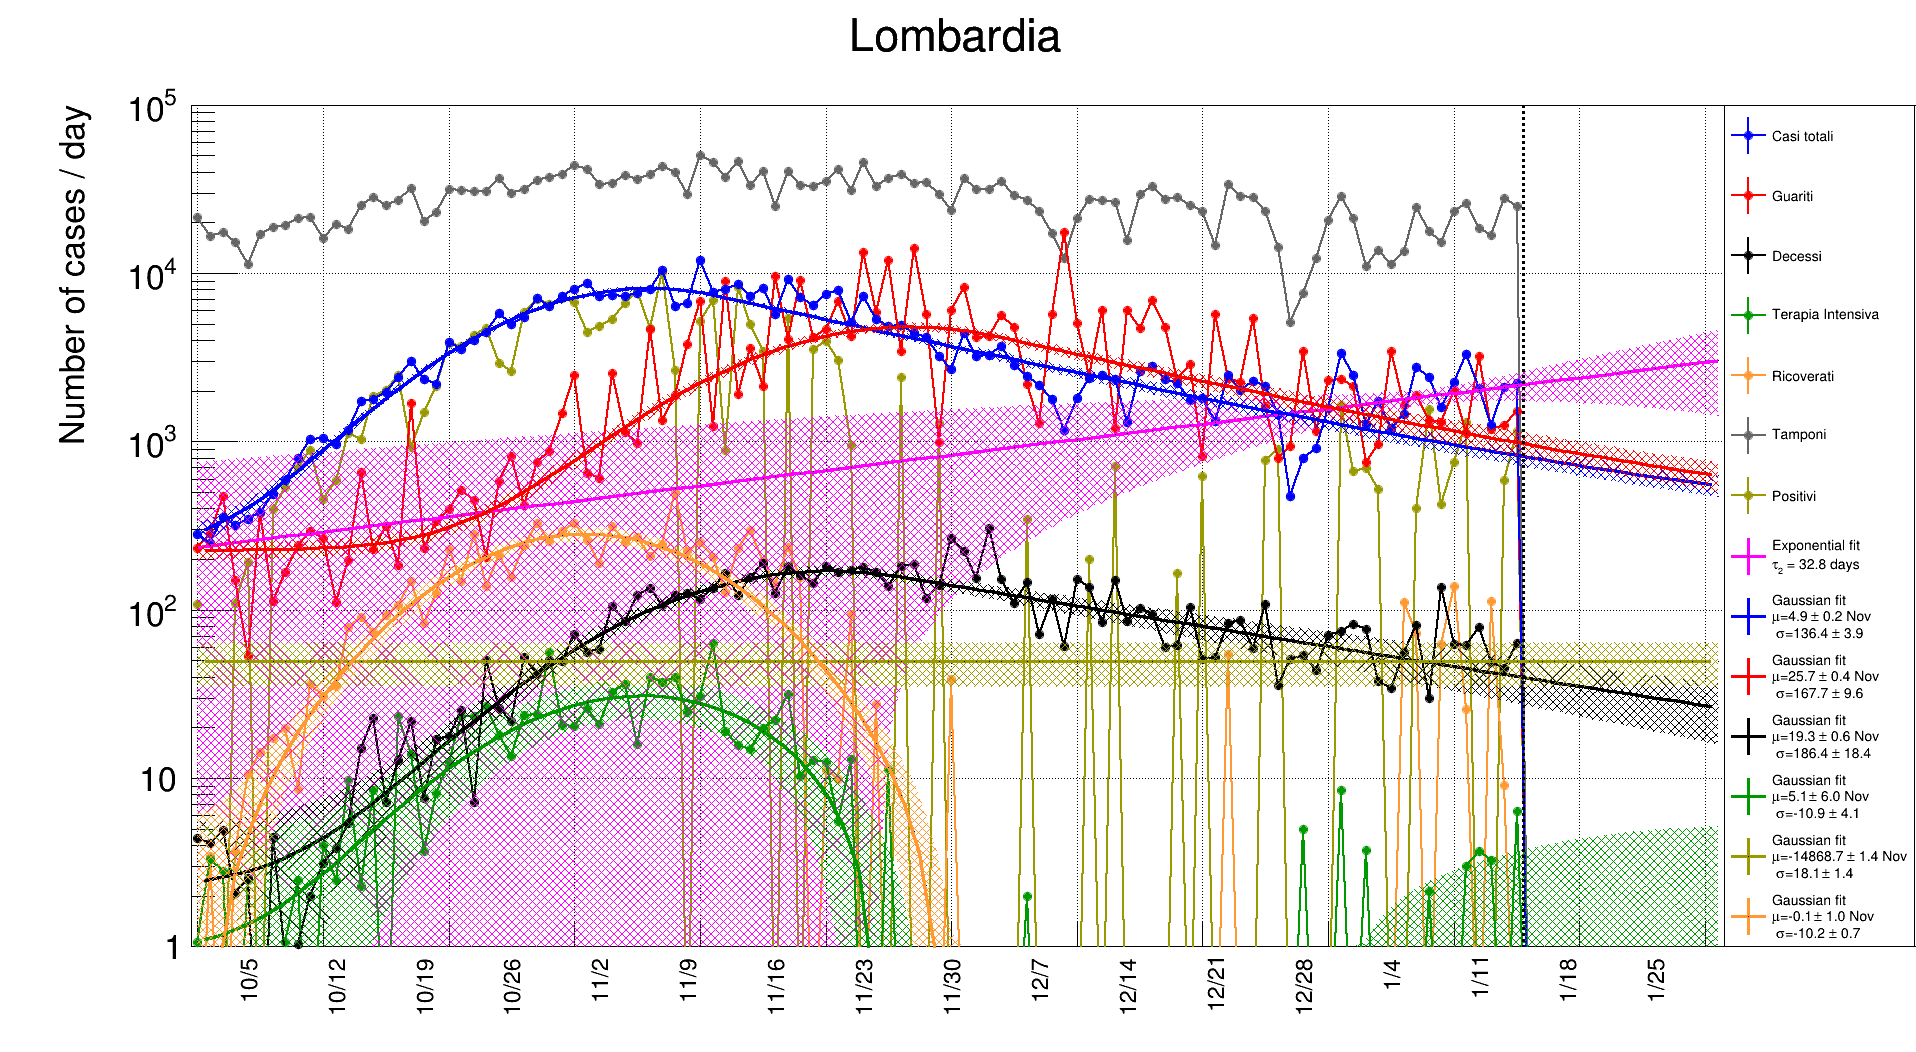 Lombardia
Number of cases / day
10^5
10^4
10^3
10^2
10
1
10/5
10/12
10/19
10/26
11/2
11/9
11/16
11/23
11/30
12/7
12/14
12/21
12/28
1/4
1/11
1/18
1/25
Casi totali
Guariti
Decessi
Terapia Intensiva
Ricoverati
Tamponi
Positivi
Exponential fit
τ₂ = 32.8 days
Gaussian fit
μ=4.9 ± 0.2 Nov
σ=136.4 ± 3.9
Gaussian fit
μ=25.7 ± 0.4 Nov
σ=167.7 ± 9.6
Gaussian fit
μ=19.3 ± 0.6 Nov
σ=186.4 ± 18.4
Gaussian fit
μ=5.1 ± 6.0 Nov
σ=-10.9 ± 4.1
Gaussian fit
μ=-14868.7 ± 1.4 Nov
σ=18.1 ± 1.4
Gaussian fit
μ=-0.1 ± 1.0 Nov
σ=-10.2 ± 0.7